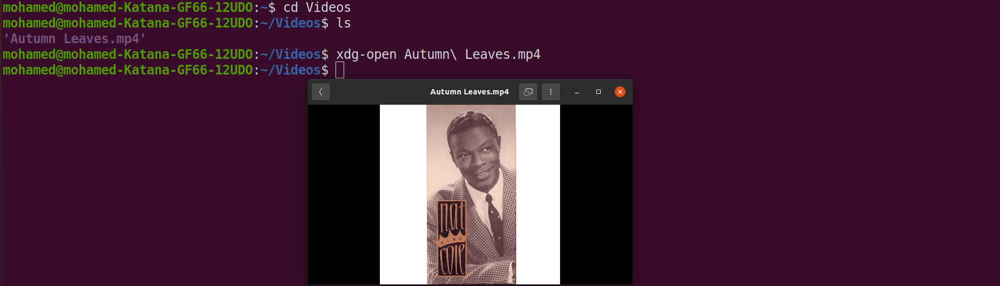 mohamed@mohamed-Katana-GF66-12UDO:~$ cd Videos
mohamed@mohamed-Katana-GF66-12UDO:~/Videos$ ls
'Autumn Leaves.mp4'
mohamed@mohamed-Katana-GF66-12UDO:~/Videos$ xdg-open Autumn\ Leaves.mp4
mohamed@mohamed-Katana-GF66-12UDO:~/Videos$
Autumn Leaves.mp4
nat
KING
cole